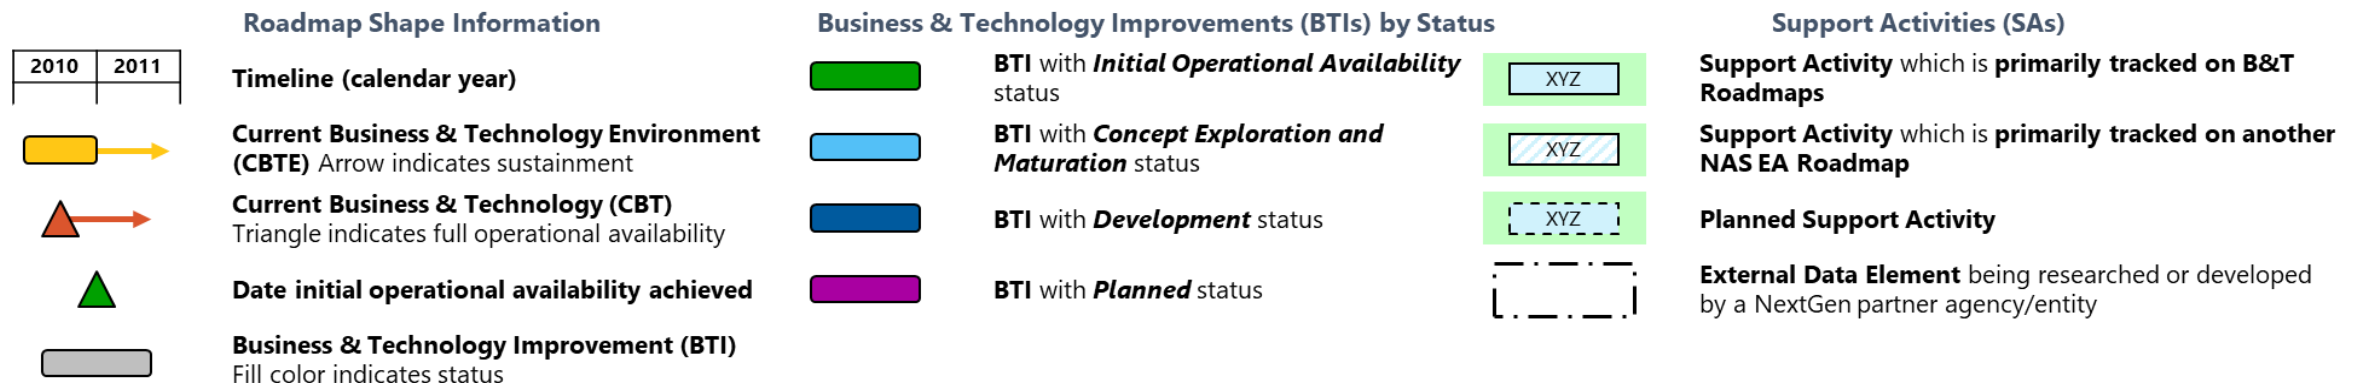 Roadmap Shape Information
2010 2011
Timeline (calendar year)
Current Business & Technology Environment
(CBTE) Arrow indicates sustainment
Current Business & Technology (CBT)
Triangle indicates full operational availability
Date initial operational availability achieved
Business & Technology Improvement (BTI)
Fill color indicates status
Business & Technology Improvements (BTIs) by Status
BTI with Initial Operational Availability
status
BTI with Concept Exploration and
Maturation status
BTI with Development status
BTI with Planned status
Support Activities (SAs)
XYZ
Support Activity which is primarily tracked on B&T
Roadmaps
XYZ
Support Activity which is primarily tracked on another
NAS EA Roadmap
XYZ
Planned Support Activity
External Data Element being researched or developed
by a NextGen partner agency/entity